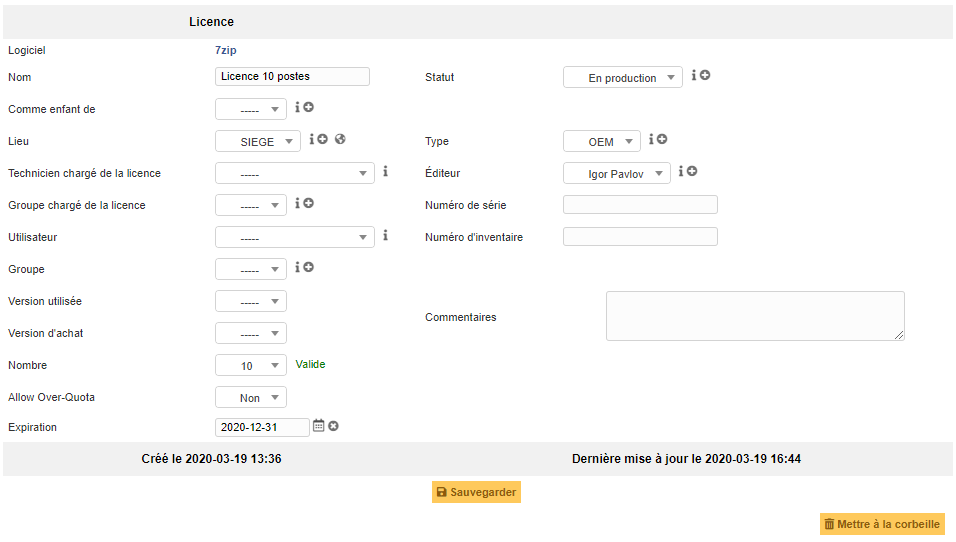 Licence
Logiciel 7zip
Nom Licence 10 postes Statut En production
Comme enfant de -----
Lieu SIEGE Type OEM
Technicien chargé de la licence ----- Éditeur Igor Pavlov
Groupe chargé de la licence ----- Numéro de série
Utilisateur ----- Numéro d'inventaire
Groupe -----
Version utilisée -----
Commentaires
Version d'achat -----
Nombre 10 Valide
Allow Over-Quota Non
Expiration 2020-12-31
Créé le 2020-03-19 13:36 Dernière mise à jour le 2020-03-19 16:44
Sauvegarder
Mettre à la corbeille